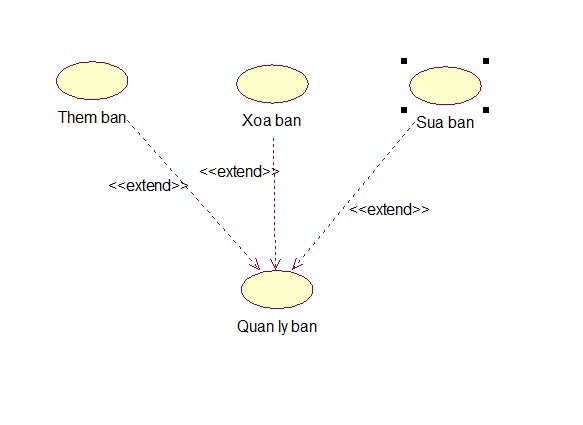 Them ban
Xoa ban
Sua ban
<<extend>>
<<extend>>
<<extend>>
Quan ly ban